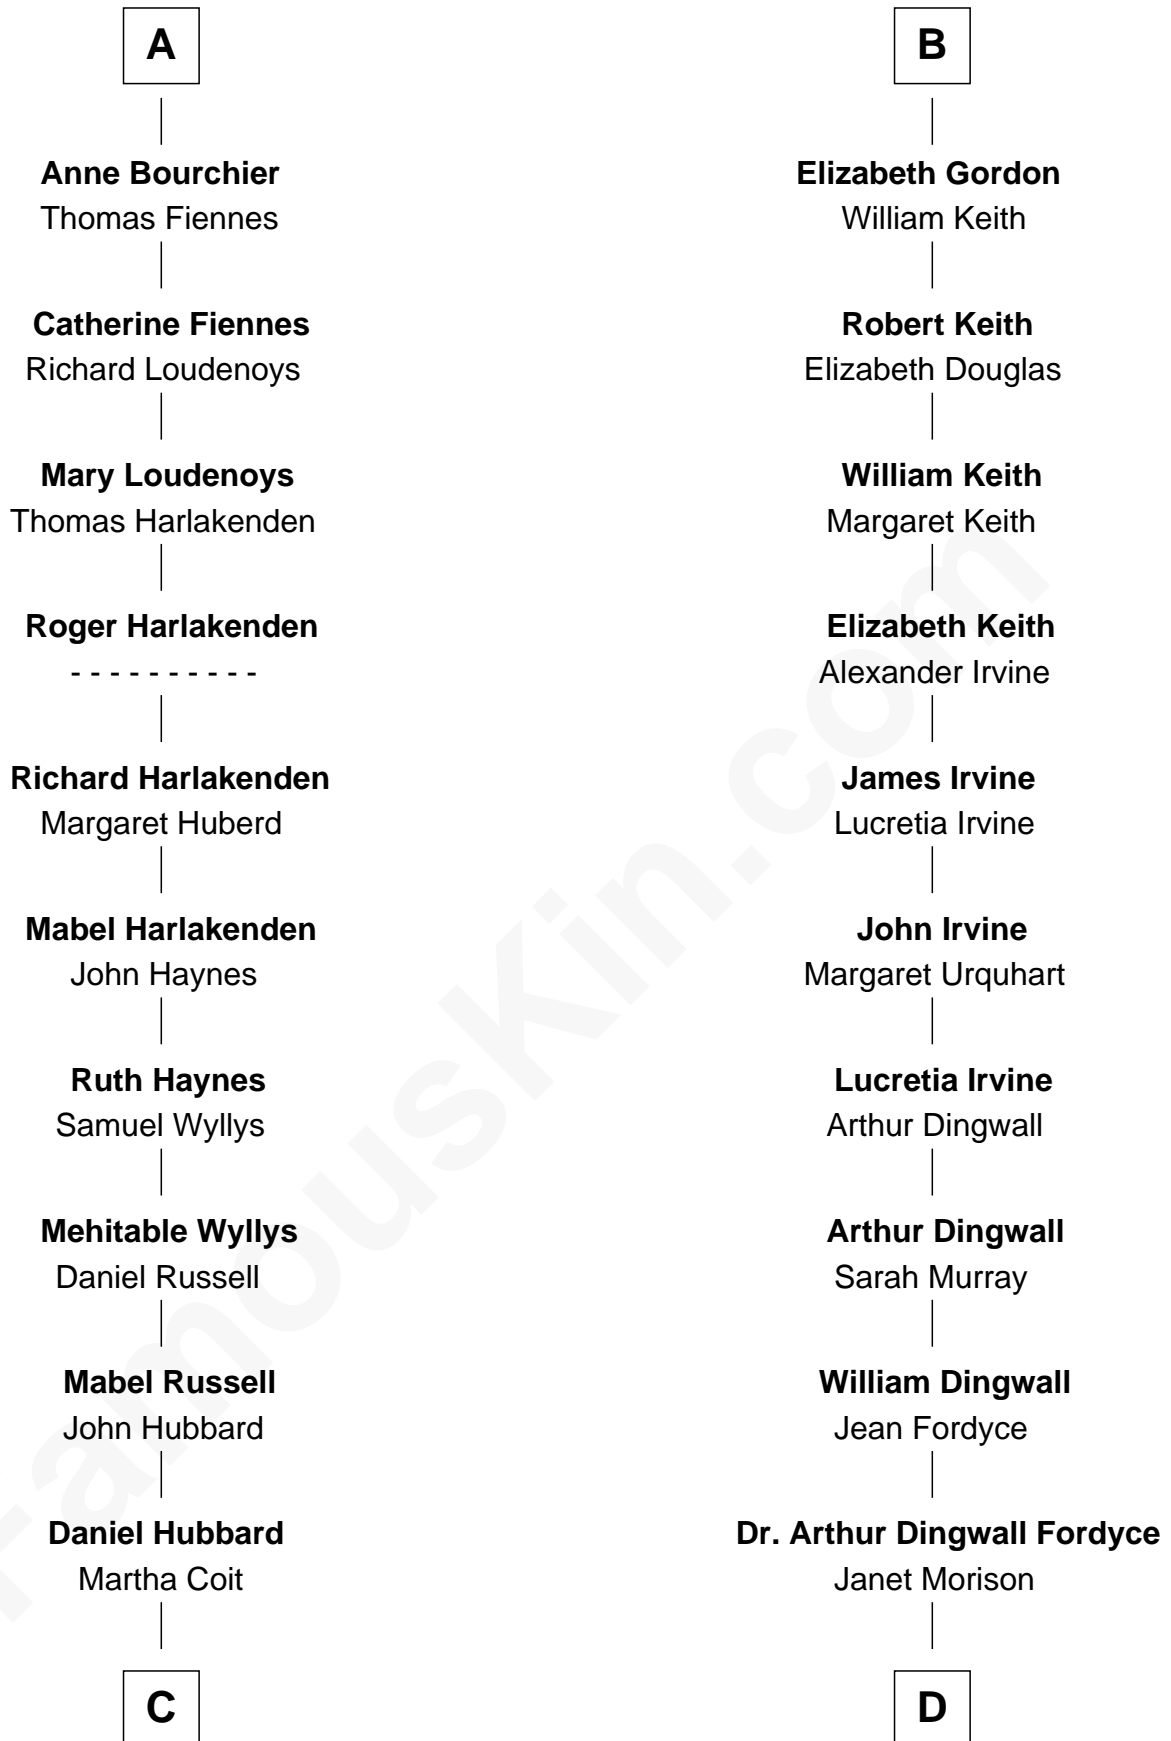 A
Anne Bourchier
Thomas Fiennes
Catherine Fiennes
Richard Loudenoys
Mary Loudenoys
Thomas Harlakenden
Roger Harlakenden
- - - - - - - - - -
Richard Harlakenden
Margaret Huberd
Mabel Harlakenden
John Haynes
Ruth Haynes
Samuel Wyllys
Mehitable Wyllys
Daniel Russell
Mabel Russell
John Hubbard
Daniel Hubbard
Martha Coit
C
B
Elizabeth Gordon
William Keith
Robert Keith
Elizabeth Douglas
William Keith
Margaret Keith
Elizabeth Keith
Alexander Irvine
James Irvine
Lucretia Irvine
John Irvine
Margaret Urquhart
Lucretia Irvine
Arthur Dingwall
Arthur Dingwall
Sarah Murray
William Dingwall
Jean Fordyce
Dr. Arthur Dingwall Fordyce
Janet Morison
D
FamousKin.com